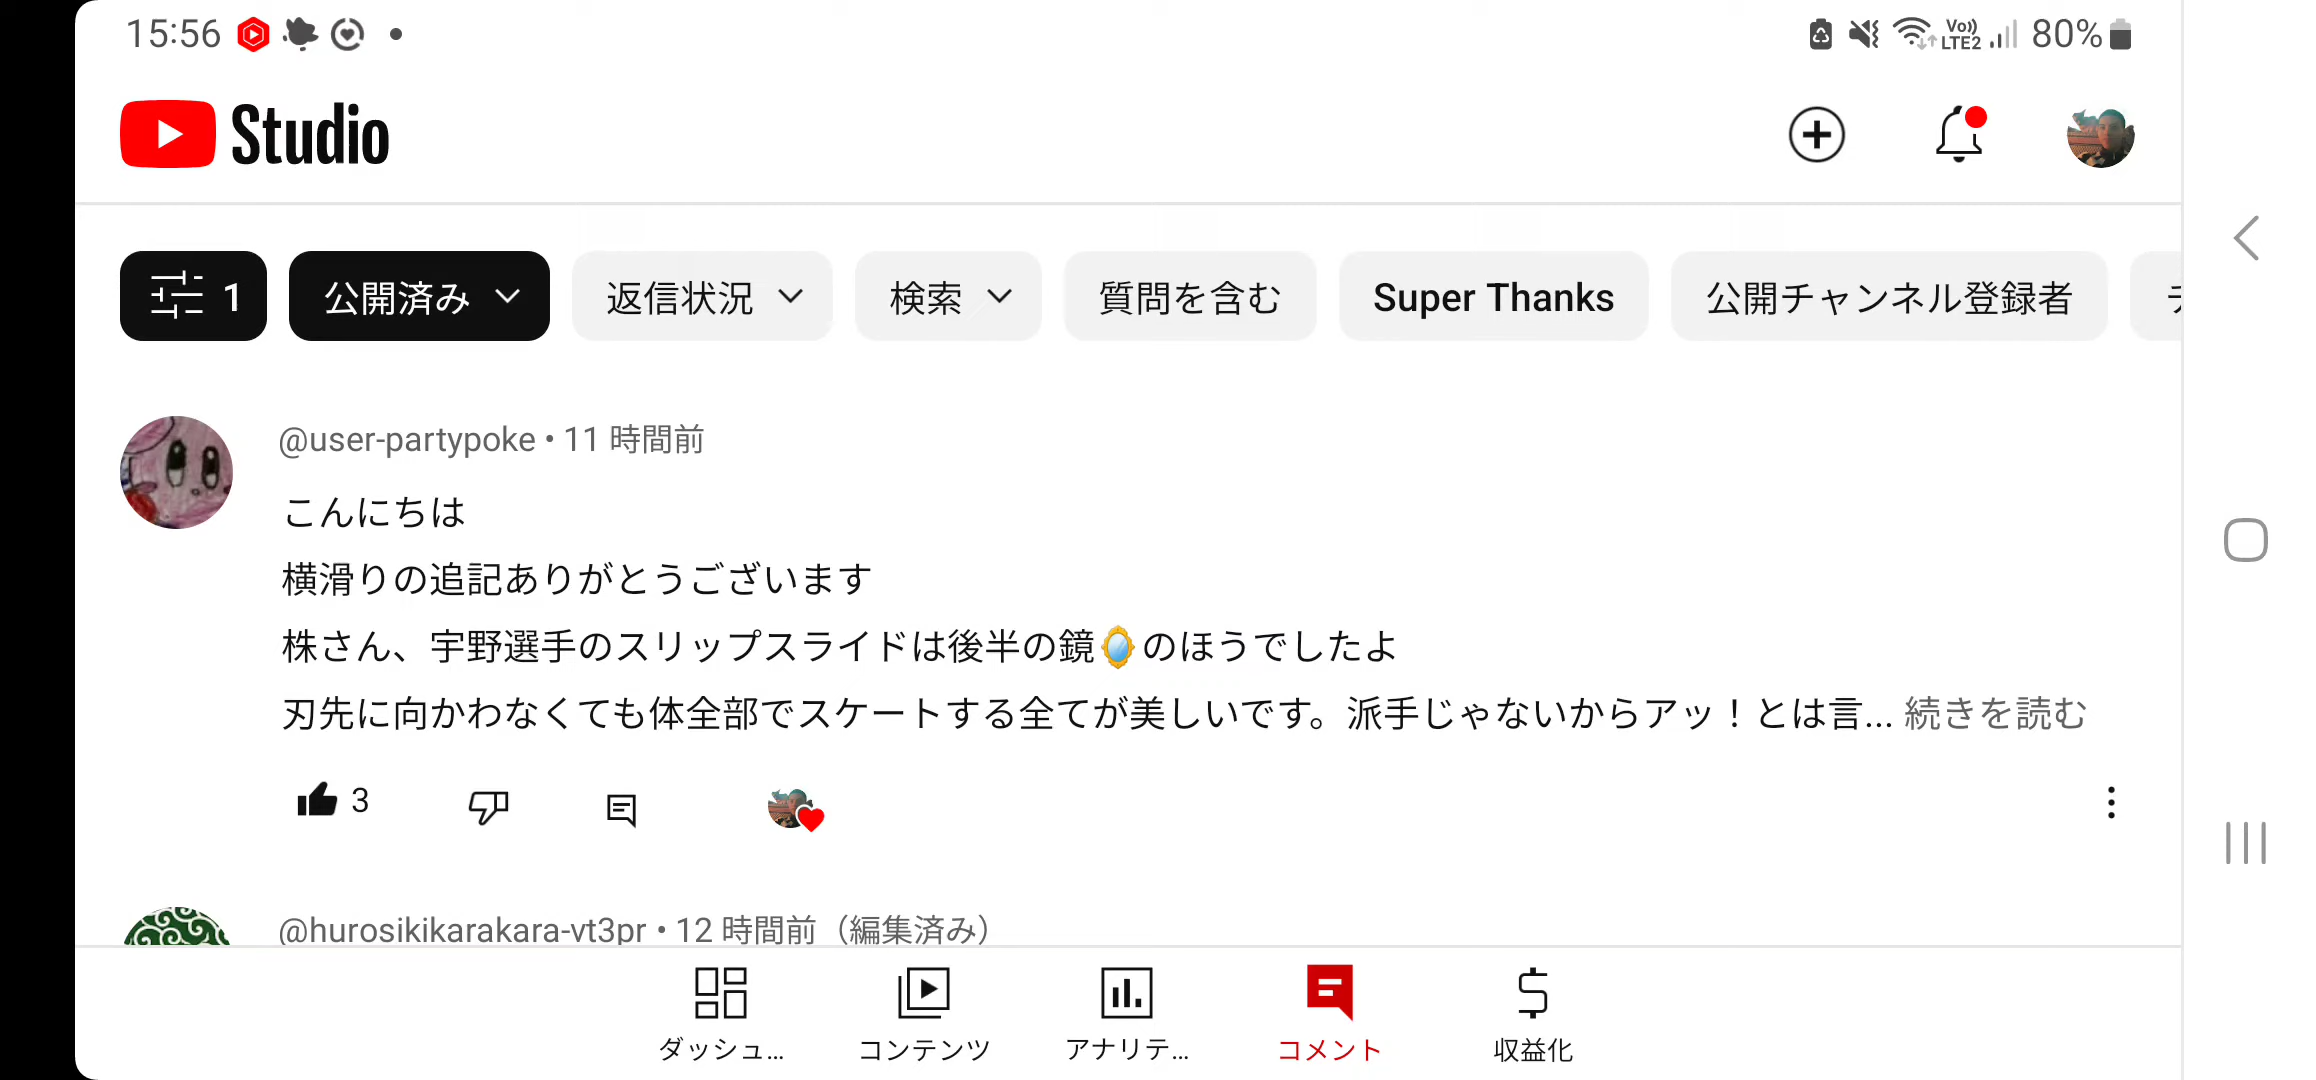 15:56
Vo))
LTE2
80%
Studio
1
公開済み
返信状況
検索
質問を含む
Super Thanks
公開チャンネル登録者
@user-partypoke • 11 時間前
こんにちは
横滑りの追記ありがとうございます
株さん、宇野選手のスリップスライドは後半の鏡🪞のほうでしたよ
刃先に向かわなくても体全部でスケートする全てが美しいです。派手じゃないからアッ！とは言... 続きを読む
3
@hurosikikarakara-vt3pr • 12 時間前（編集済み）
ダッシュ...
コンテンツ
アナリテ...
コメント
収益化